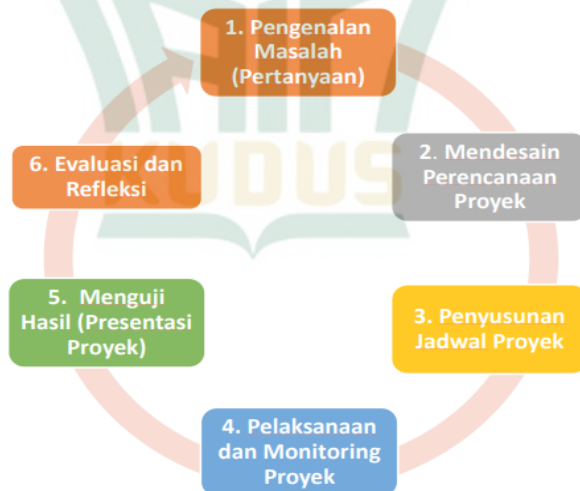 1. Pengenalan
Masalah
(Pertanyaan)
2. Mendesain
Perencanaan
Proyek
3. Penyusunan
Jadwal Proyek
4. Pelaksanaan
dan Monitoring
Proyek
5. Menguji
Hasil (Presentasi
Proyek)
6. Evaluasi dan
Refleksi
KUDUS